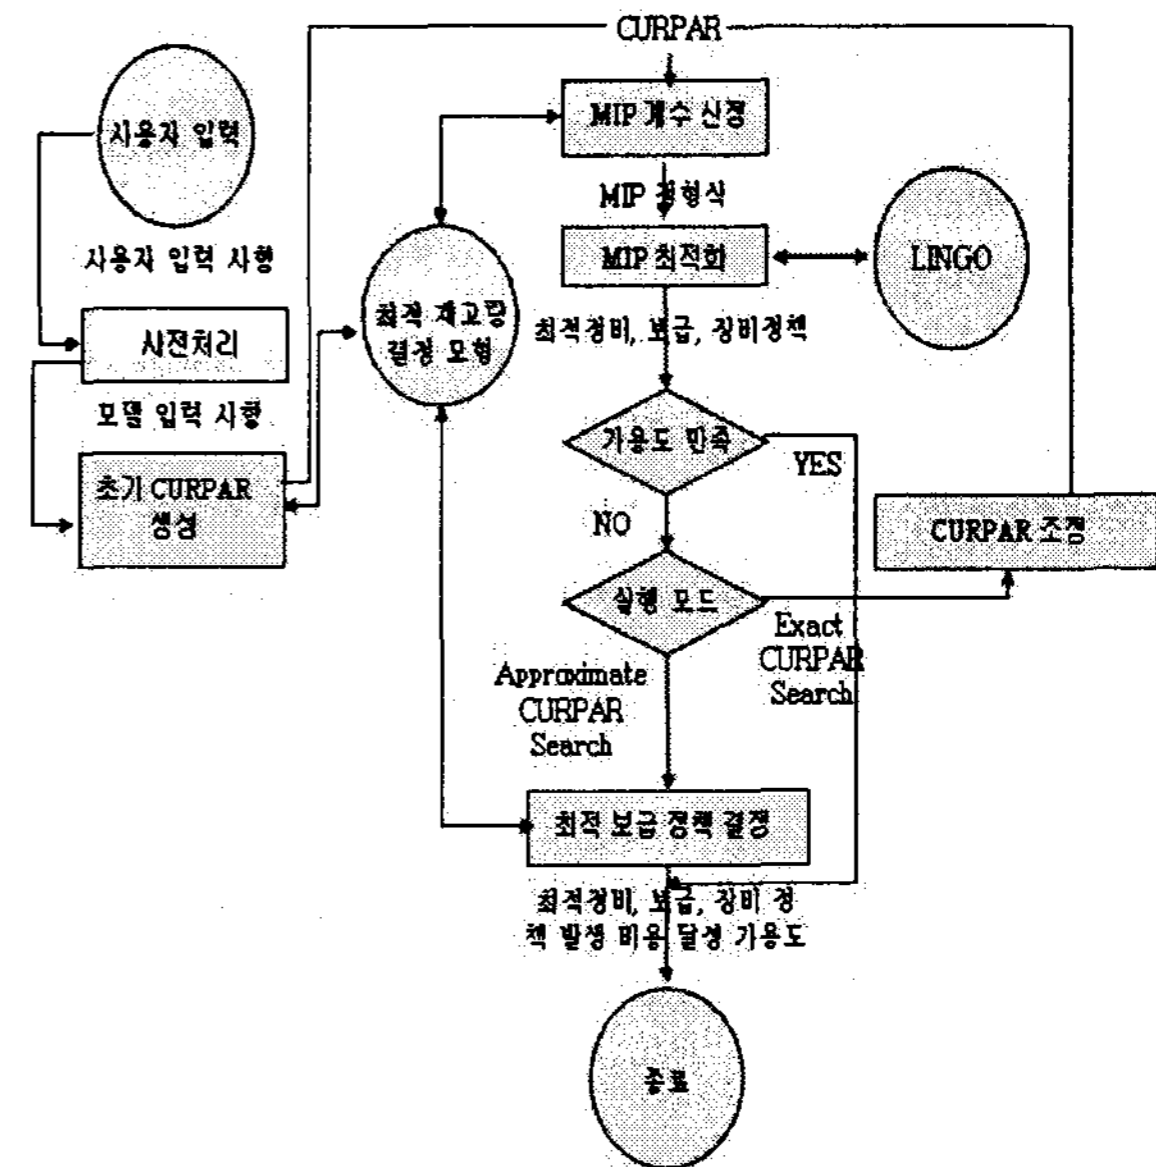 CURPAR
사용자 입력
MIP 계수 산정
사용자 입력 사항
MIP 정형식
MIP 최적화
LINGO
최적 재고량
결정 모형
최적정비, 보급, 장비정책
사전처리
모델 입력 사항
가용도 만족
YES
초기 CURPAR
생성
NO
CURPAR 조정
실행 모드
Exact
CURPAR
Search
Approximate
CURPAR
Search
최적 보급 정책 결정
최적정비, 보급, 장비 정
책 발생 비용 달성 가용도
종료